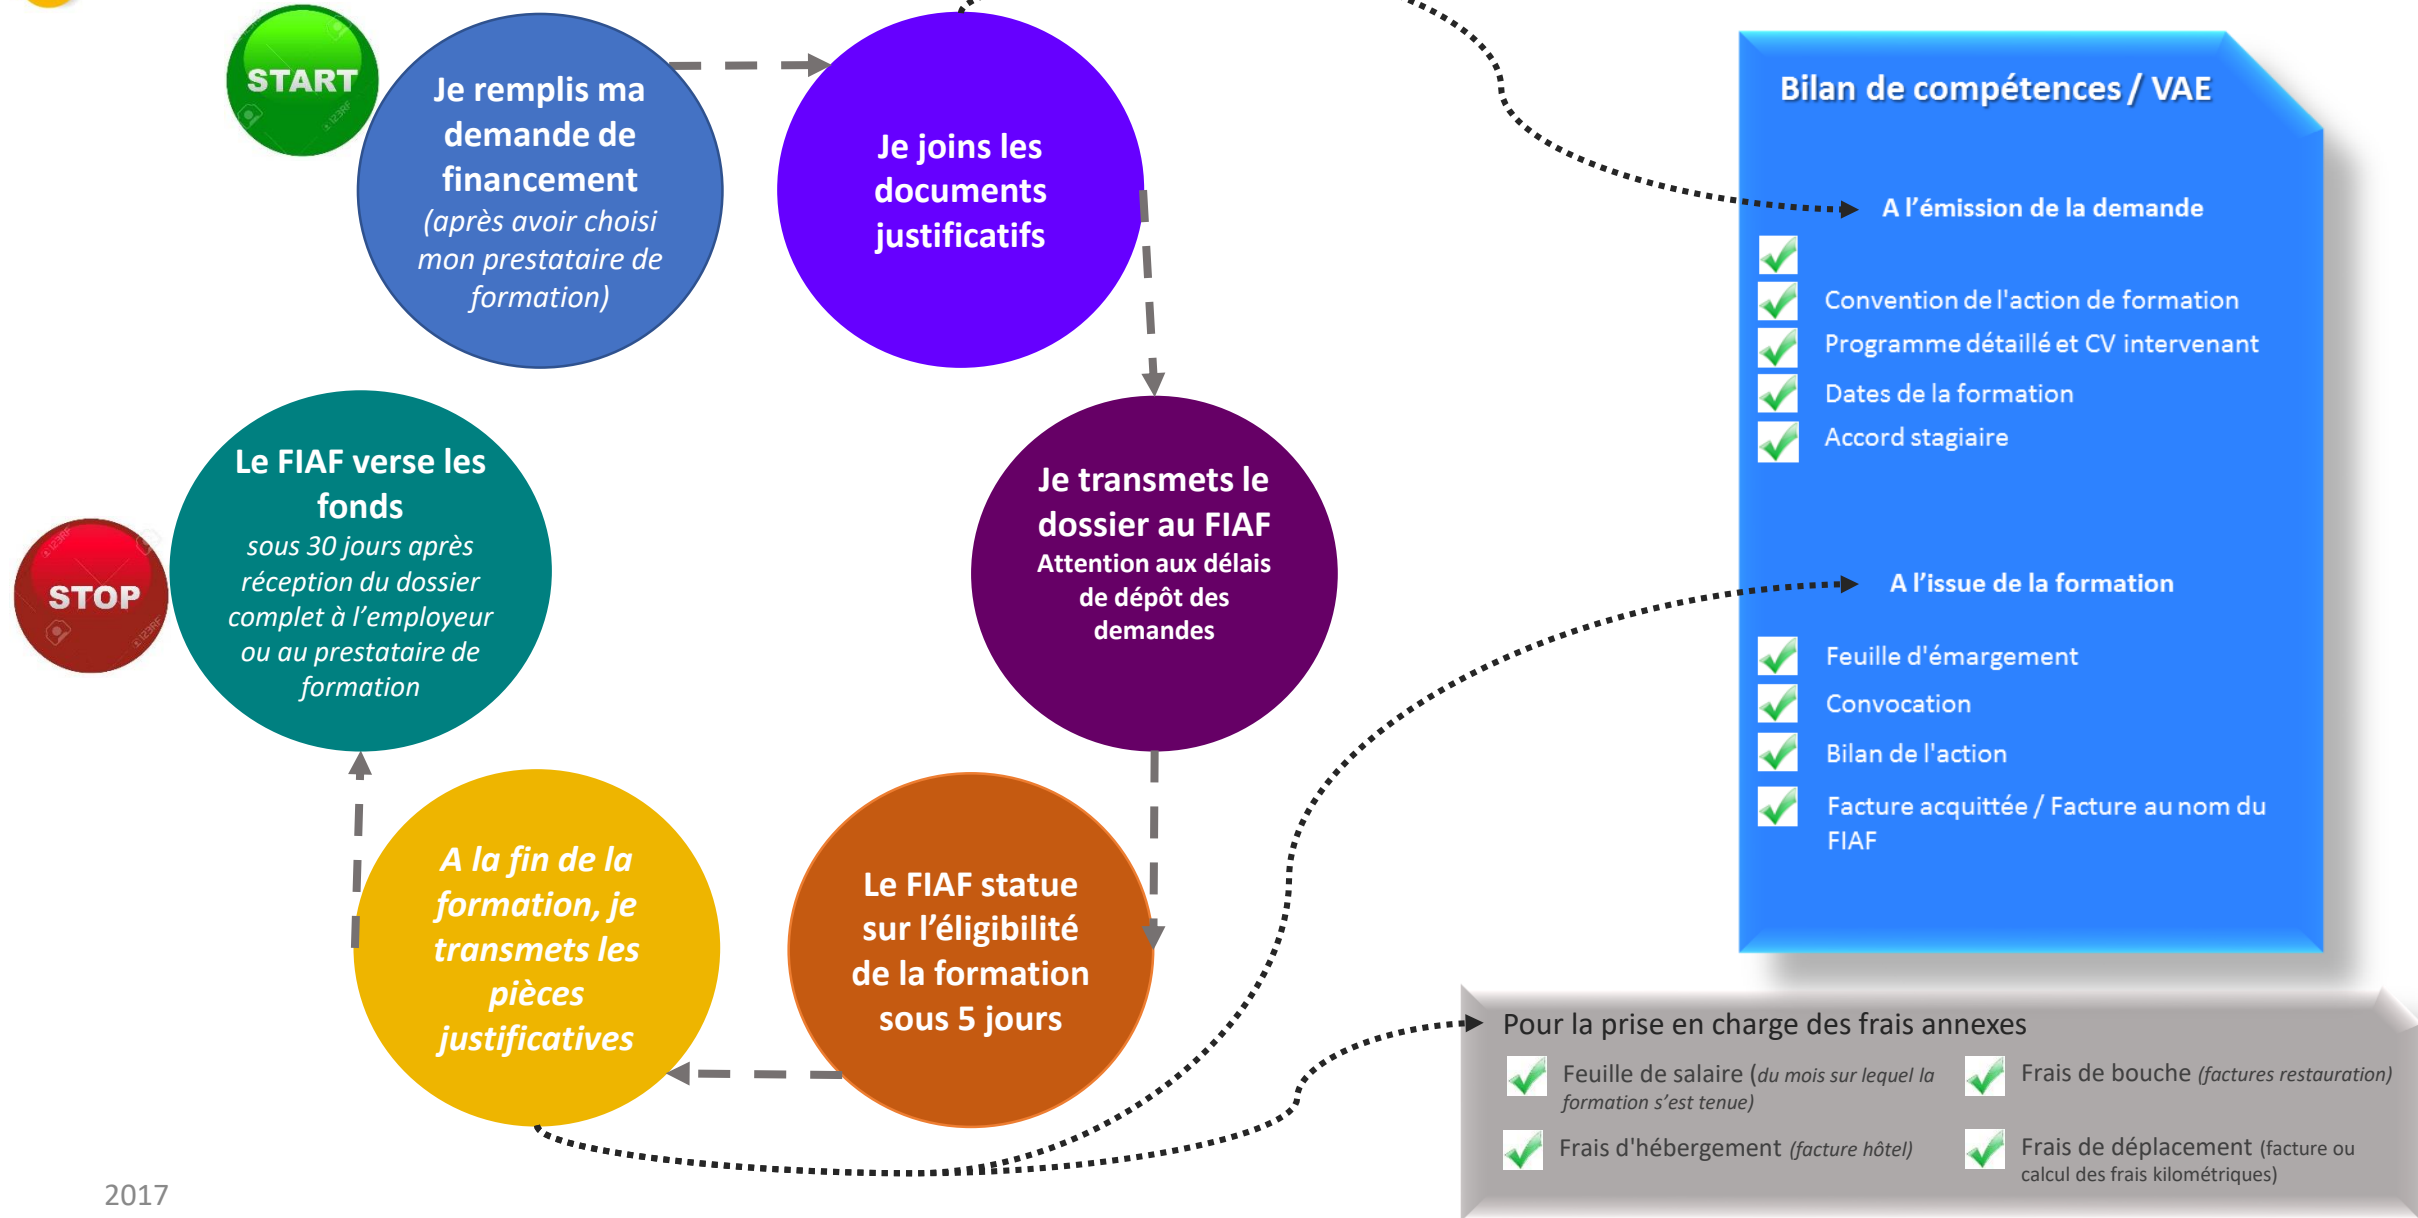 START
Je remplis ma
demande de
financement
(après avoir choisi
mon prestataire de
formation)
Je joins les
documents
justificatifs
Je transmets le
dossier au FIAF
Attention aux délais
de dépôt des
demandes
Le FIAF statue
sur l’éligibilité
de la formation
sous 5 jours
A la fin de la
formation, je
transmets les
pièces
justificatives
Le FIAF verse les
fonds
sous 30 jours après
réception du dossier
complet à l’employeur
ou au prestataire de
formation
STOP
Bilan de compétences / VAE
A l’émission de la demande
Convention de l'action de formation
Programme détaillé et CV intervenant
Dates de la formation
Accord stagiaire
A l’issue de la formation
Feuille d'émargement
Convocation
Bilan de l'action
Facture acquittée / Facture au nom du
FIAF
Pour la prise en charge des frais annexes
Feuille de salaire (du mois sur lequel la
formation s’est tenue)
Frais d'hébergement (facture hôtel)
Frais de bouche (factures restauration)
Frais de déplacement (facture ou
calcul des frais kilométriques)
2017